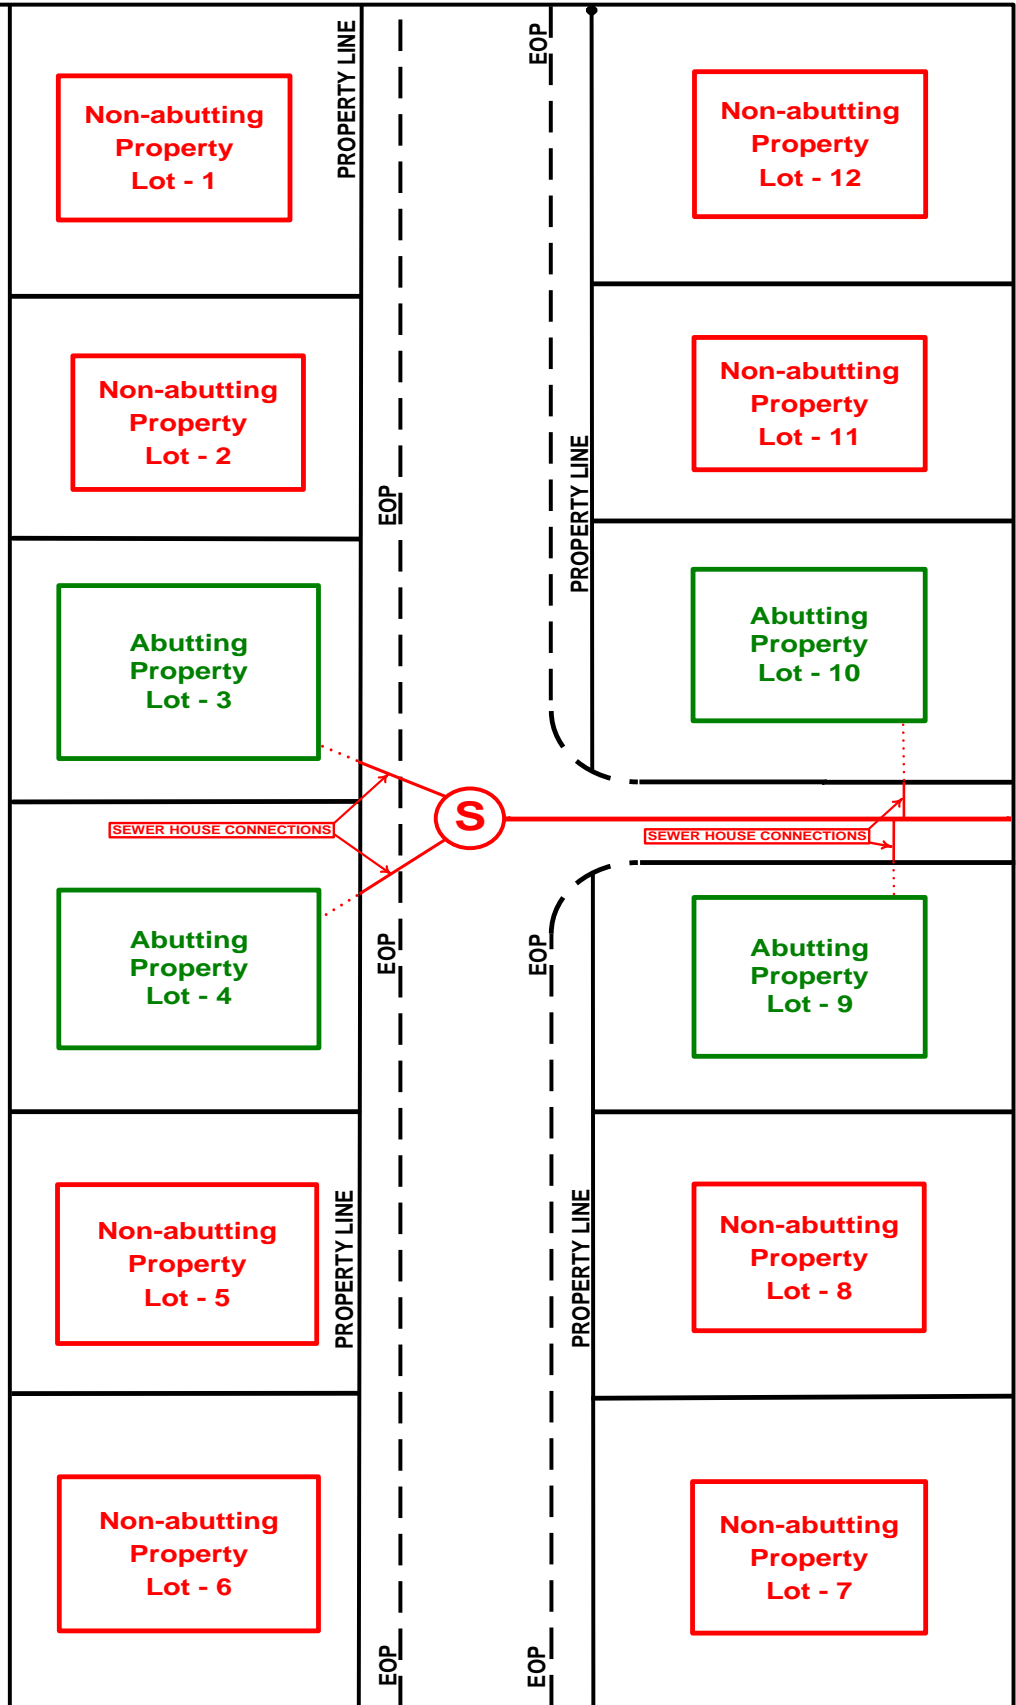 Non-abutting
Property
Lot - 1
PROPERTY LINE
EOP
Non-abutting
Property
Lot - 12
Non-abutting
Property
Lot - 2
EOP
PROPERTY LINE
Non-abutting
Property
Lot - 11
Abutting
Property
Lot - 3
Abutting
Property
Lot - 10
SEWER HOUSE CONNECTIONS
S
SEWER HOUSE CONNECTIONS
Abutting
Property
Lot - 4
EOP
EOP
Abutting
Property
Lot - 9
Non-abutting
Property
Lot - 5
PROPERTY LINE
PROPERTY LINE
Non-abutting
Property
Lot - 8
Non-abutting
Property
Lot - 6
EOP
EOP
Non-abutting
Property
Lot - 7